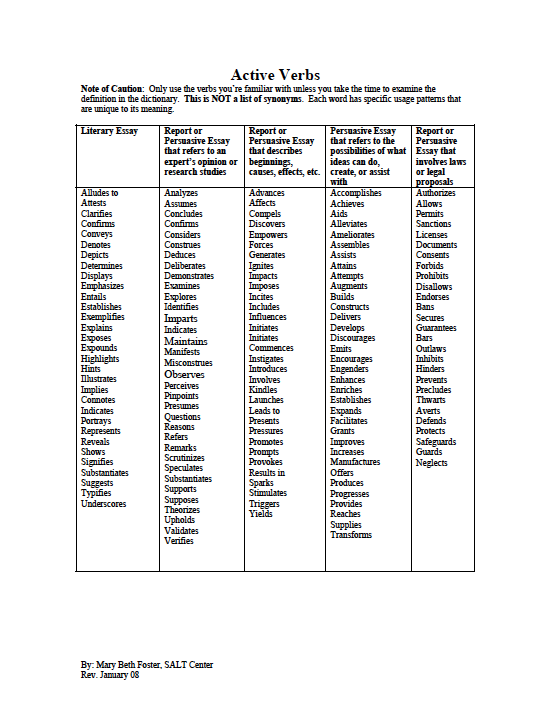 Active Verbs
Note of Caution:  Only use the verbs you're familiar with unless you take the time to examine the
definition in the dictionary.  This is NOT a list of synonyms.  Each word has specific usage patterns that
are unique to its meaning.
Literary Essay
Report or
Persuasive Essay
that refers to an
expert's opinion or
research studies
Report or
Persuasive Essay
that describes
beginnings,
causes, effects, etc.
Persuasive Essay
that refers to the
possibilities of what
ideas can do,
create, or assist
with
Report or
Persuasive
Essay that
involves laws
or legal
proposals
Alludes to
Attests
Clarifies
Confirms
Conveys
Denotes
Depicts
Determines
Displays
Emphasizes
Entails
Establishes
Exemplifies
Explains
Exposes
Expounds
Highlights
Hints
Illustrates
Implies
Connotes
Indicates
Portrays
Represents
Reveals
Shows
Signifies
Substantiates
Suggests
Typifies
Underscores
Analyzes
Assumes
Concludes
Confirms
Considers
Construes
Deduces
Deliberates
Demonstrates
Examines
Explores
Identifies
Imparts
Indicates
Maintains
Manifests
Misconstrues
Observes
Perceives
Pinpoints
Presumes
Questions
Reasons
Refers
Remarks
Scrutinizes
Speculates
Substantiates
Supports
Supposes
Theorizes
Upholds
Validates
Verifies
Advances
Affects
Compels
Discovers
Empowers
Forces
Generates
Ignites
Impacts
Imposes
Incites
Includes
Influences
Initiates
Initiates
Commences
Instigates
Introduces
Involves
Kindles
Launches
Leads to
Presents
Pressures
Promotes
Prompts
Provokes
Results in
Sparks
Stimulates
Triggers
Yields
Accomplishes
Achieves
Aids
Alleviates
Ameliorates
Assembles
Assists
Attains
Attempts
Augments
Builds
Constructs
Delivers
Develops
Discourages
Emits
Encourages
Engenders
Enhances
Enriches
Establishes
Expands
Facilitates
Grants
Improves
Increases
Manufactures
Offers
Produces
Progresses
Provides
Reaches
Supplies
Transforms
Authorizes
Allows
Permits
Sanctions
Licenses
Documents
Consents
Forbids
Prohibits
Disallows
Endorses
Bans
Secures
Guarantees
Bars
Outlaws
Inhibits
Hinders
Prevents
Precludes
Thwarts
Averts
Defends
Protects
Safeguards
Guards
Neglects
By: Mary Beth Foster, SALT Center
Rev. January 08